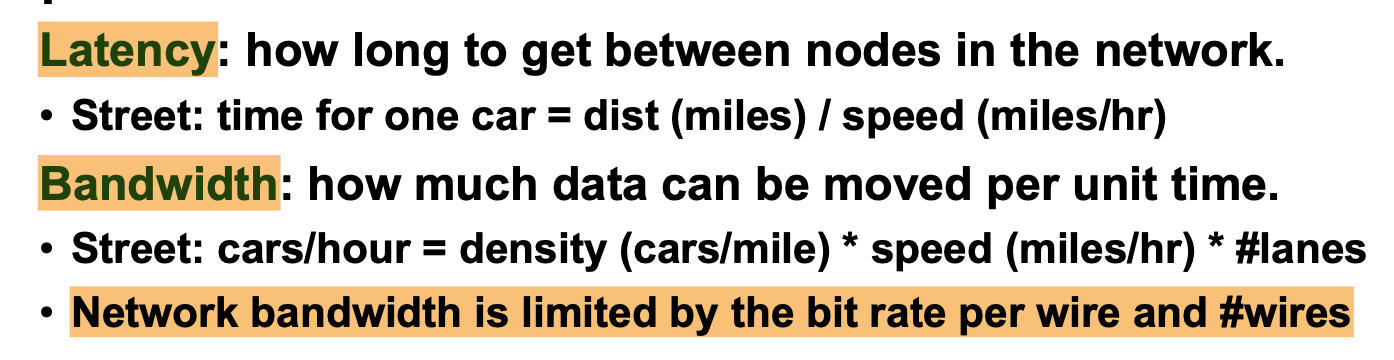 Latency: how long to get between nodes in the network.
• Street: time for one car = dist (miles) / speed (miles/hr)
Bandwidth: how much data can be moved per unit time.
• Street: cars/hour = density (cars/mile) * speed (miles/hr) * #lanes
• Network bandwidth is limited by the bit rate per wire and #wires